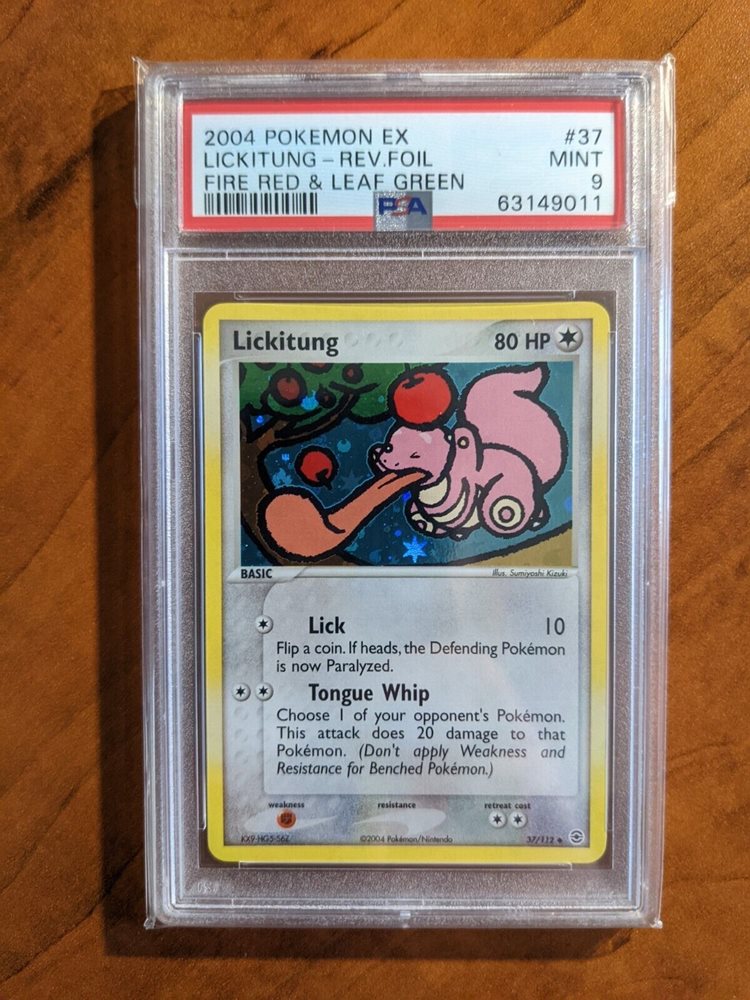 2004 POKEMON EX #37
LICKITUNG - REV.FOIL MINT
FIRE RED & LEAF GREEN 9
PSA 63149011
Lickitung 80 HP
BASIC Illus. Sumiyoshi Kizuki
Lick 10
Flip a coin. If heads, the Defending Pokémon
is now Paralyzed.
Tongue Whip
Choose 1 of your opponent's Pokémon.
This attack does 20 damage to that
Pokémon. (Don't apply Weakness and
Resistance for Benched Pokémon.)
weakness resistance retreat cost
©2004 Pokémon/Nintendo 37/112